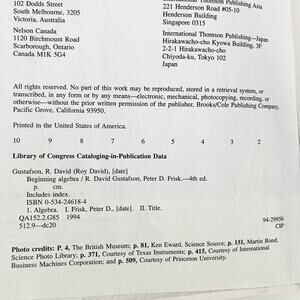 102 Dodds Street
South Melbourne, 3205
Victoria, Australia
Nelson Canada
1120 Birchmount Road
Scarborough, Ontario
Canada M1K 5G4
International Thomson Publishing Asia
221 Henderson Road #05-10
Henderson Building
Singapore 0315
International Thomson Publishing—Japan
Hirakawacho-cho Kyowa Building, 3F
2-2-1 Hirakawacho-cho
Chiyoda-ku, Tokyo 102
Japan
All rights reserved. No part of this work may be reproduced, stored in a retrieval system, or
transcribed, in any form or by any means—electronic, mechanical, photocopying, recording, or
otherwise—without the prior written permission of the publisher, Brooks/Cole Publishing Company,
Pacific Grove, California 93950.
Printed in the United States of America.
10 9 8 7 6 5 4 3 2
Library of Congress Cataloging-in-Publication Data
Gustafson, R. David (Roy David), [date]
Beginning algebra / R. David Gustafson, Peter D. Frisk.—4th ed.
p. cm.
Includes index.
ISBN 0-534-24618-4
1. Algebra. I. Frisk, Peter D., [date]. II. Title.
QA152.2.G85 1994
512.9—dc20
94-29956
CIP
Photo credits: P. 4, The British Museum; p. 81, Ken Eward, Science Source; p. 151, Martin Bond,
Science Photo Library; p. 371, Courtesy of Texas Instruments; p. 415, Courtesy of International
Business Machines Corporation; and p. 509, Courtesy of Princeton University.